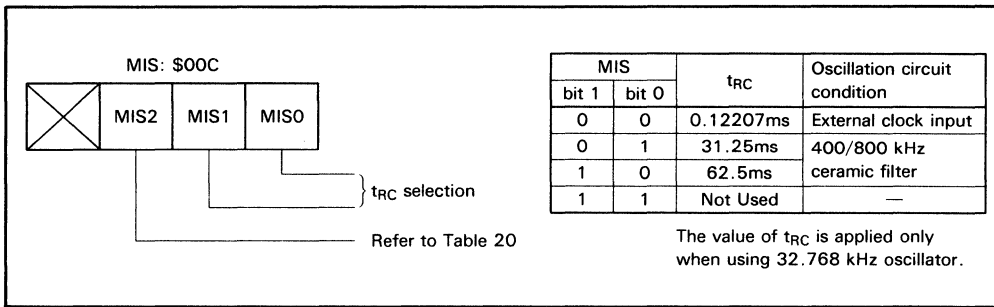 MIS: $00C
MIS2 MIS1 MIS0
tRC selection
Refer to Table 20
MIS tRC Oscillation circuit condition
bit 1 bit 0
0 0 0.12207ms External clock input
0 1 31.25ms 400/800 kHz
1 0 62.5ms ceramic filter
1 1 Not Used —
The value of tRC is applied only
when using 32.768 kHz oscillator.